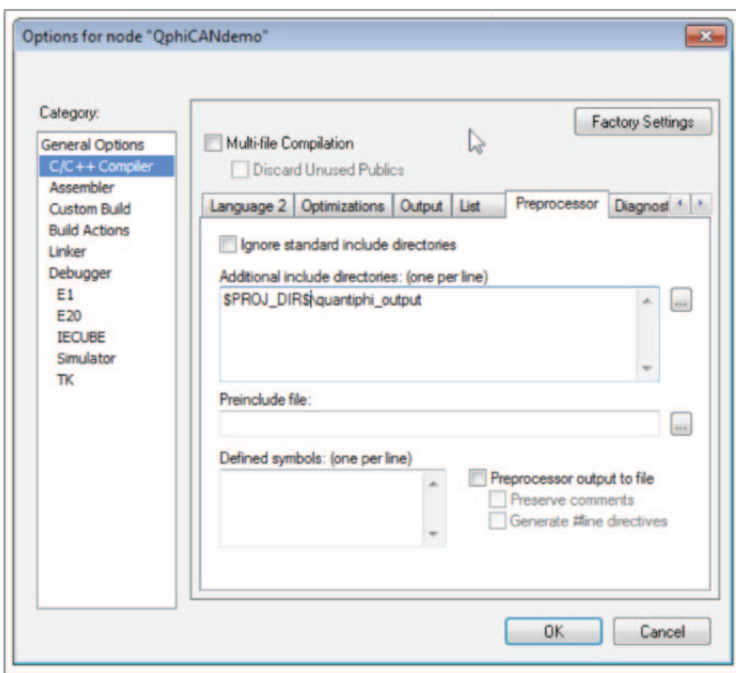 Options for node "QphiCANdemo"
Category:
Factory Settings
General Options
C/C++ Compiler
Assembler
Custom Build
Build Actions
Linker
Debugger
E1
E20
IECUBE
Simulator
TK
Multi-file Compilation
Discard Unused Publics
Language 2 Optimizations Output List Preprocessor Diagnost
Ignore standard include directories
Additional include directories: (one per line)
$PROJ_DIR$\quantiphi_output
...
Preinclude file:
...
Defined symbols: (one per line)
Preprocessor output to file
Preserve comments
Generate #line directives
OK Cancel